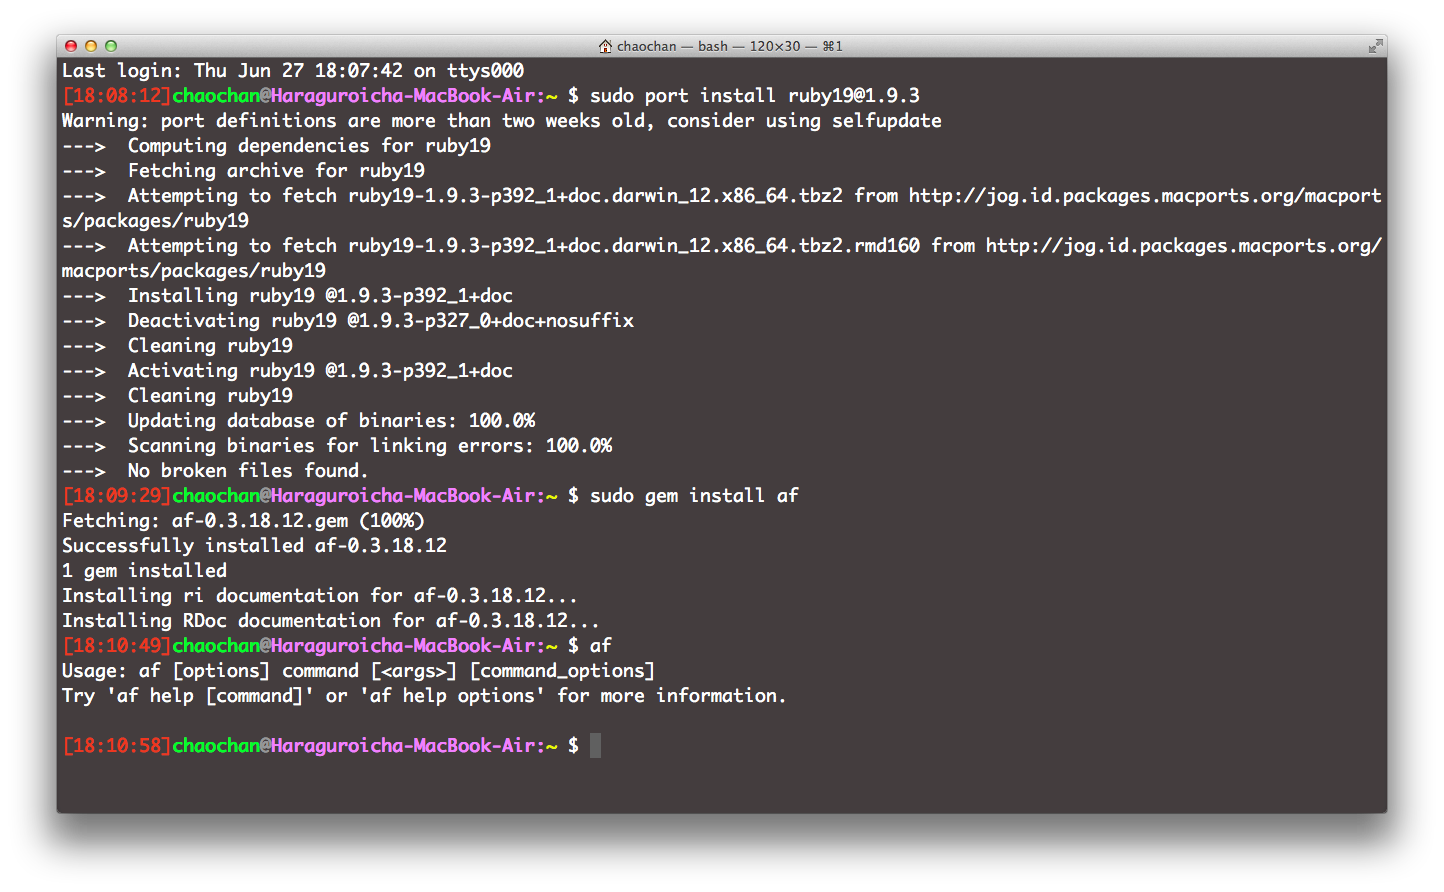 chaochan — bash — 120×30 — ⌘1
Last login: Thu Jun 27 18:07:42 on ttys000
[18:08:12]chaochan@Haraguroicha-MacBook-Air:~ $ sudo port install ruby19@1.9.3
Warning: port definitions are more than two weeks old, consider using selfupdate
--->  Computing dependencies for ruby19
--->  Fetching archive for ruby19
--->  Attempting to fetch ruby19-1.9.3-p392_1+doc.darwin_12.x86_64.tbz2 from http://jog.id.packages.macports.org/macport
s/packages/ruby19
--->  Attempting to fetch ruby19-1.9.3-p392_1+doc.darwin_12.x86_64.tbz2.rmd160 from http://jog.id.packages.macports.org/
macports/packages/ruby19
--->  Installing ruby19 @1.9.3-p392_1+doc
--->  Deactivating ruby19 @1.9.3-p327_0+doc+nosuffix
--->  Cleaning ruby19
--->  Activating ruby19 @1.9.3-p392_1+doc
--->  Cleaning ruby19
--->  Updating database of binaries: 100.0%
--->  Scanning binaries for linking errors: 100.0%
--->  No broken files found.
[18:09:29]chaochan@Haraguroicha-MacBook-Air:~ $ sudo gem install af
Fetching: af-0.3.18.12.gem (100%)
Successfully installed af-0.3.18.12
1 gem installed
Installing ri documentation for af-0.3.18.12...
Installing RDoc documentation for af-0.3.18.12...
[18:10:49]chaochan@Haraguroicha-MacBook-Air:~ $ af
Usage: af [options] command [<args>] [command_options]
Try 'af help [command]' or 'af help options' for more information.
[18:10:58]chaochan@Haraguroicha-MacBook-Air:~ $